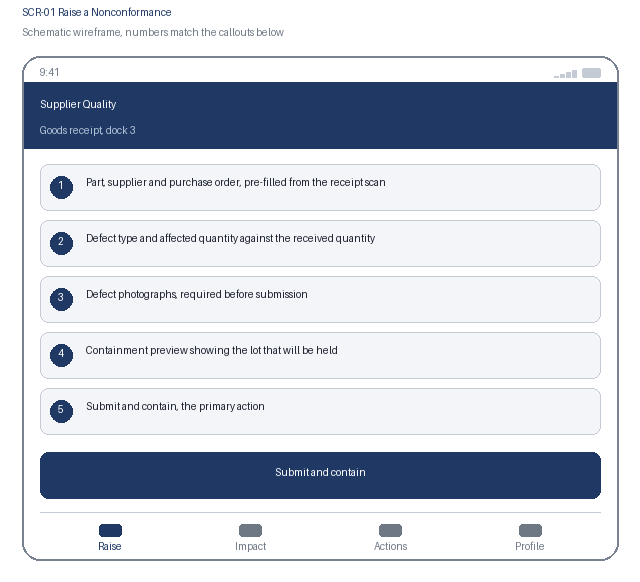 SCR-01 Raise a Nonconformance
Schematic wireframe, numbers match the callouts below
9:41
Supplier Quality
Goods receipt, dock 3
1 Part, supplier and purchase order, pre-filled from the receipt scan
2 Defect type and affected quantity against the received quantity
3 Defect photographs, required before submission
4 Containment preview showing the lot that will be held
5 Submit and contain, the primary action
Submit and contain
Raise Impact Actions Profile